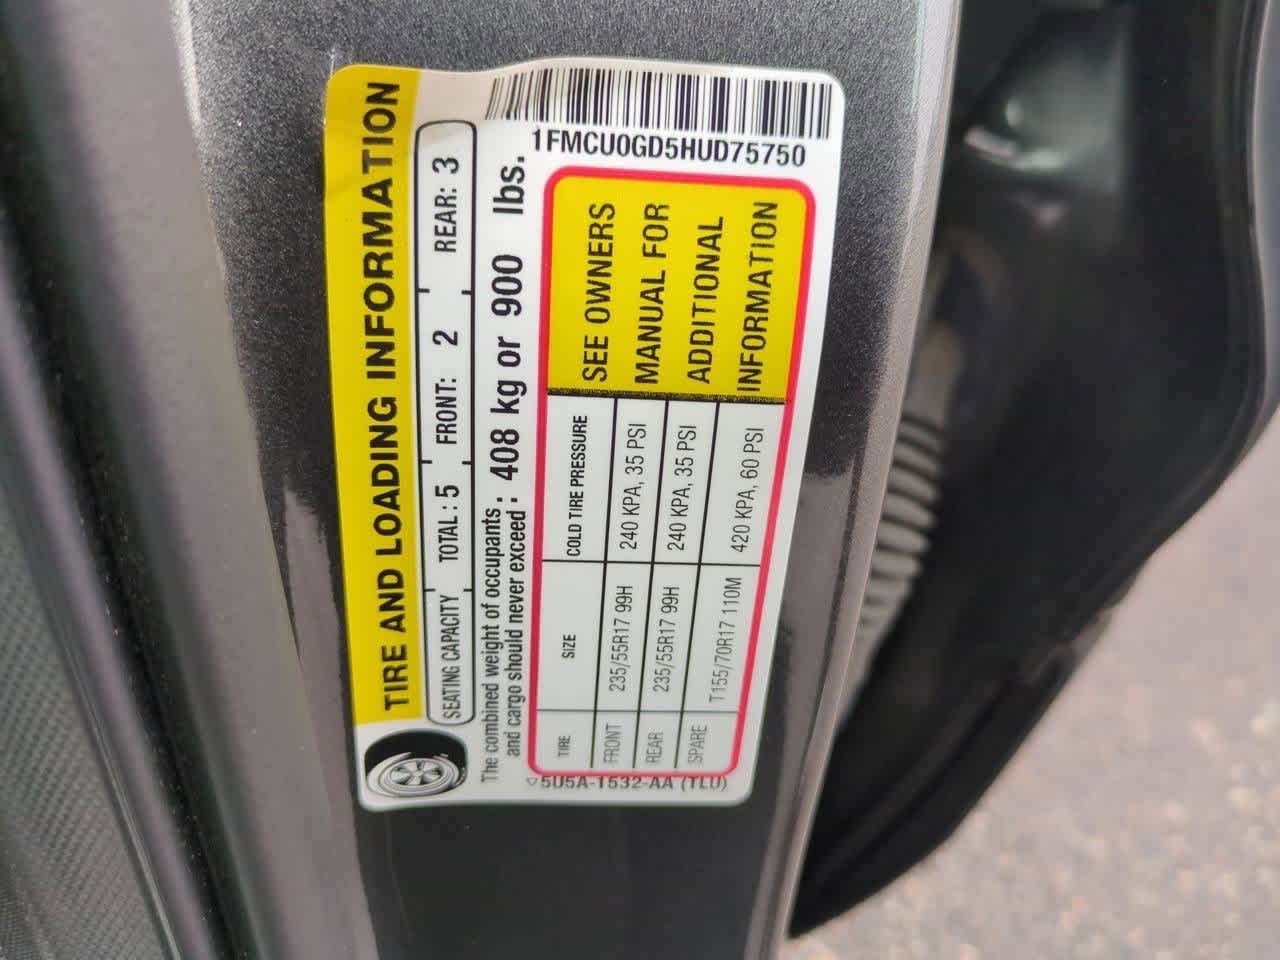 TIRE AND LOADING INFORMATION
SEATING CAPACITY TOTAL: 5 FRONT: 2 REAR: 3
The combined weight of occupants and cargo should never exceed : 408 kg or 900 lbs.
1FMCU0GD5HUD75750
TIRE SIZE COLD TIRE PRESSURE
FRONT 235/55R17 99H 240 KPA, 35 PSI
REAR 235/55R17 99H 240 KPA, 35 PSI
SPARE T155/70R17 110M 420 KPA, 60 PSI
SEE OWNERS
MANUAL FOR
ADDITIONAL
INFORMATION
5U5A-1532-AA (TLU)